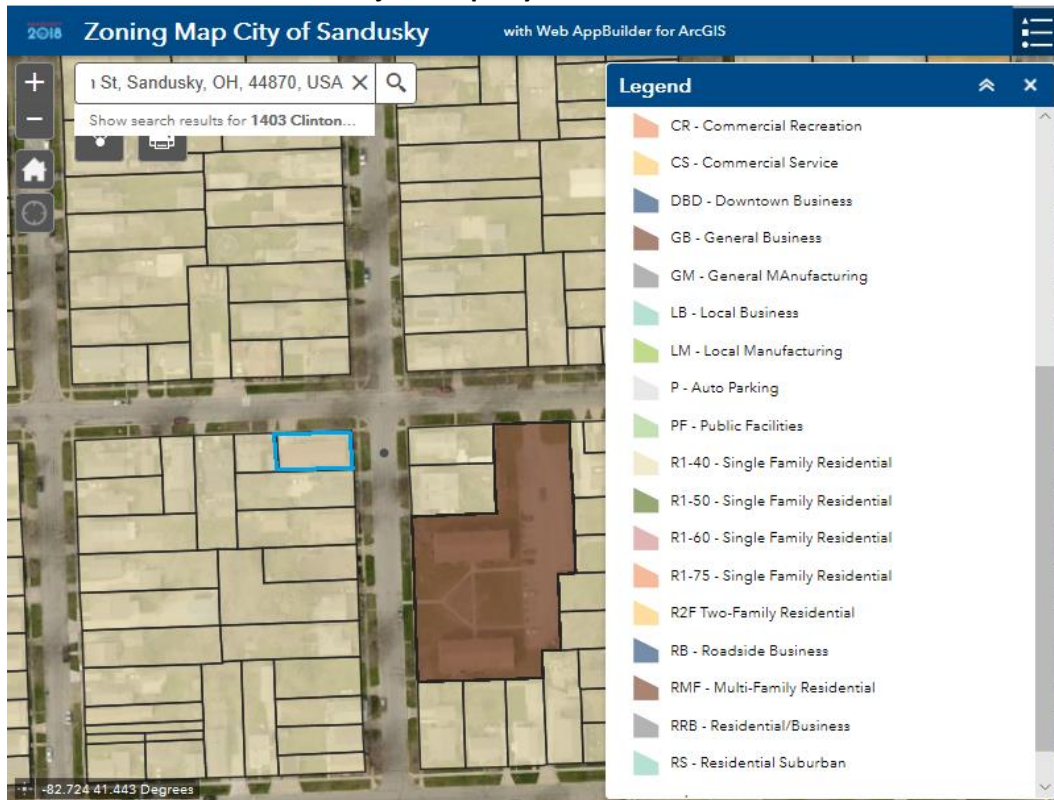 2018
Zoning Map City of Sandusky with Web AppBuilder for ArcGIS
St, Sandusky, OH, 44870, USA
Show search results for 1403 Clinton...
Legend
CR - Commercial Recreation
CS - Commercial Service
DBD - Downtown Business
GB - General Business
GM - General MAnufacturing
LB - Local Business
LM - Local Manufacturing
P - Auto Parking
PF - Public Facilities
R1-40 - Single Family Residential
R1-50 - Single Family Residential
R1-60 - Single Family Residential
R1-75 - Single Family Residential
R2F Two-Family Residential
RB - Roadside Business
RMF - Multi-Family Residential
RRB - Residential/Business
RS - Residential Suburban
-82.724 41.443 Degrees